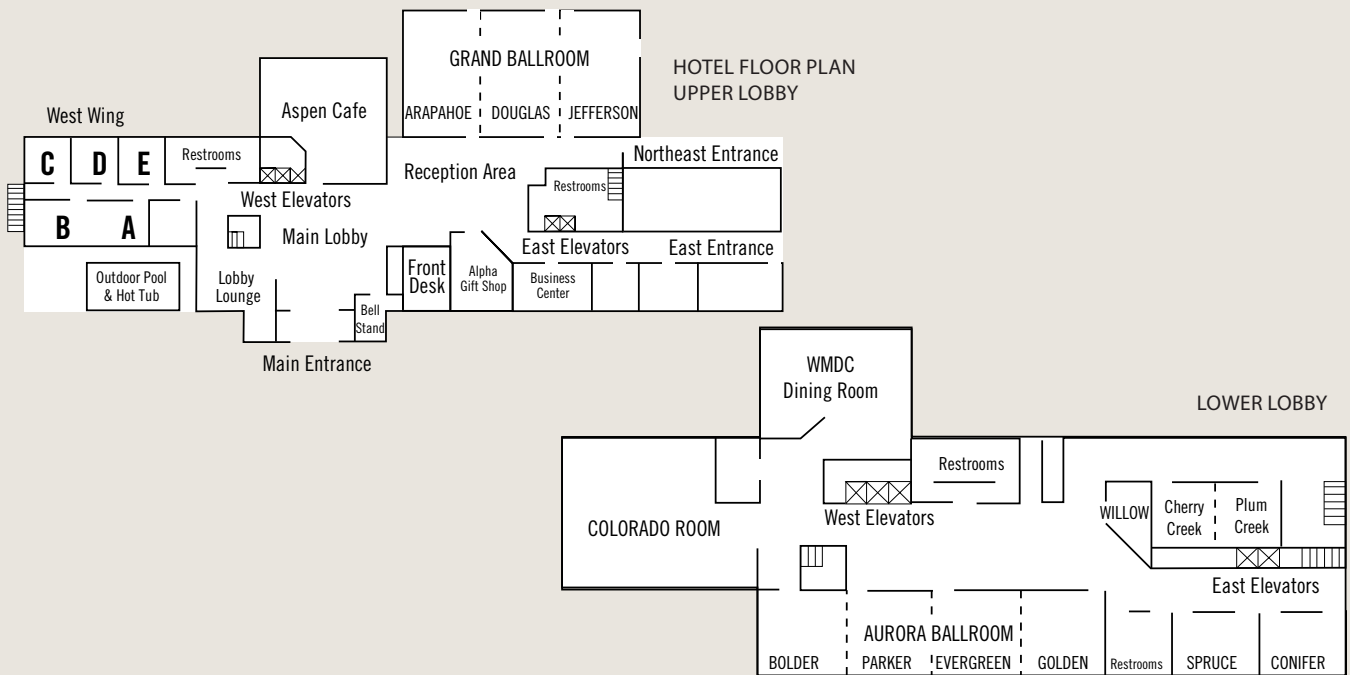 HOTEL FLOOR PLAN
UPPER LOBBY
GRAND BALLROOM
ARAPAHOE
DOUGLAS
JEFFERSON
Aspen Cafe
West Wing
C
D
E
Restrooms
B
A
West Elevators
Main Lobby
Reception Area
Restrooms
Northeast Entrance
East Elevators
East Entrance
Outdoor Pool
& Hot Tub
Lobby
Lounge
Front
Desk
Alpha
Gift Shop
Business
Center
Bell
Stand
Main Entrance
LOWER LOBBY
WMDC
Dining Room
COLORADO ROOM
Restrooms
West Elevators
WILLOW
Cherry
Creek
Plum
Creek
East Elevators
AURORA BALLROOM
BOLDER
PARKER
EVERGREEN
GOLDEN
Restrooms
SPRUCE
CONIFER